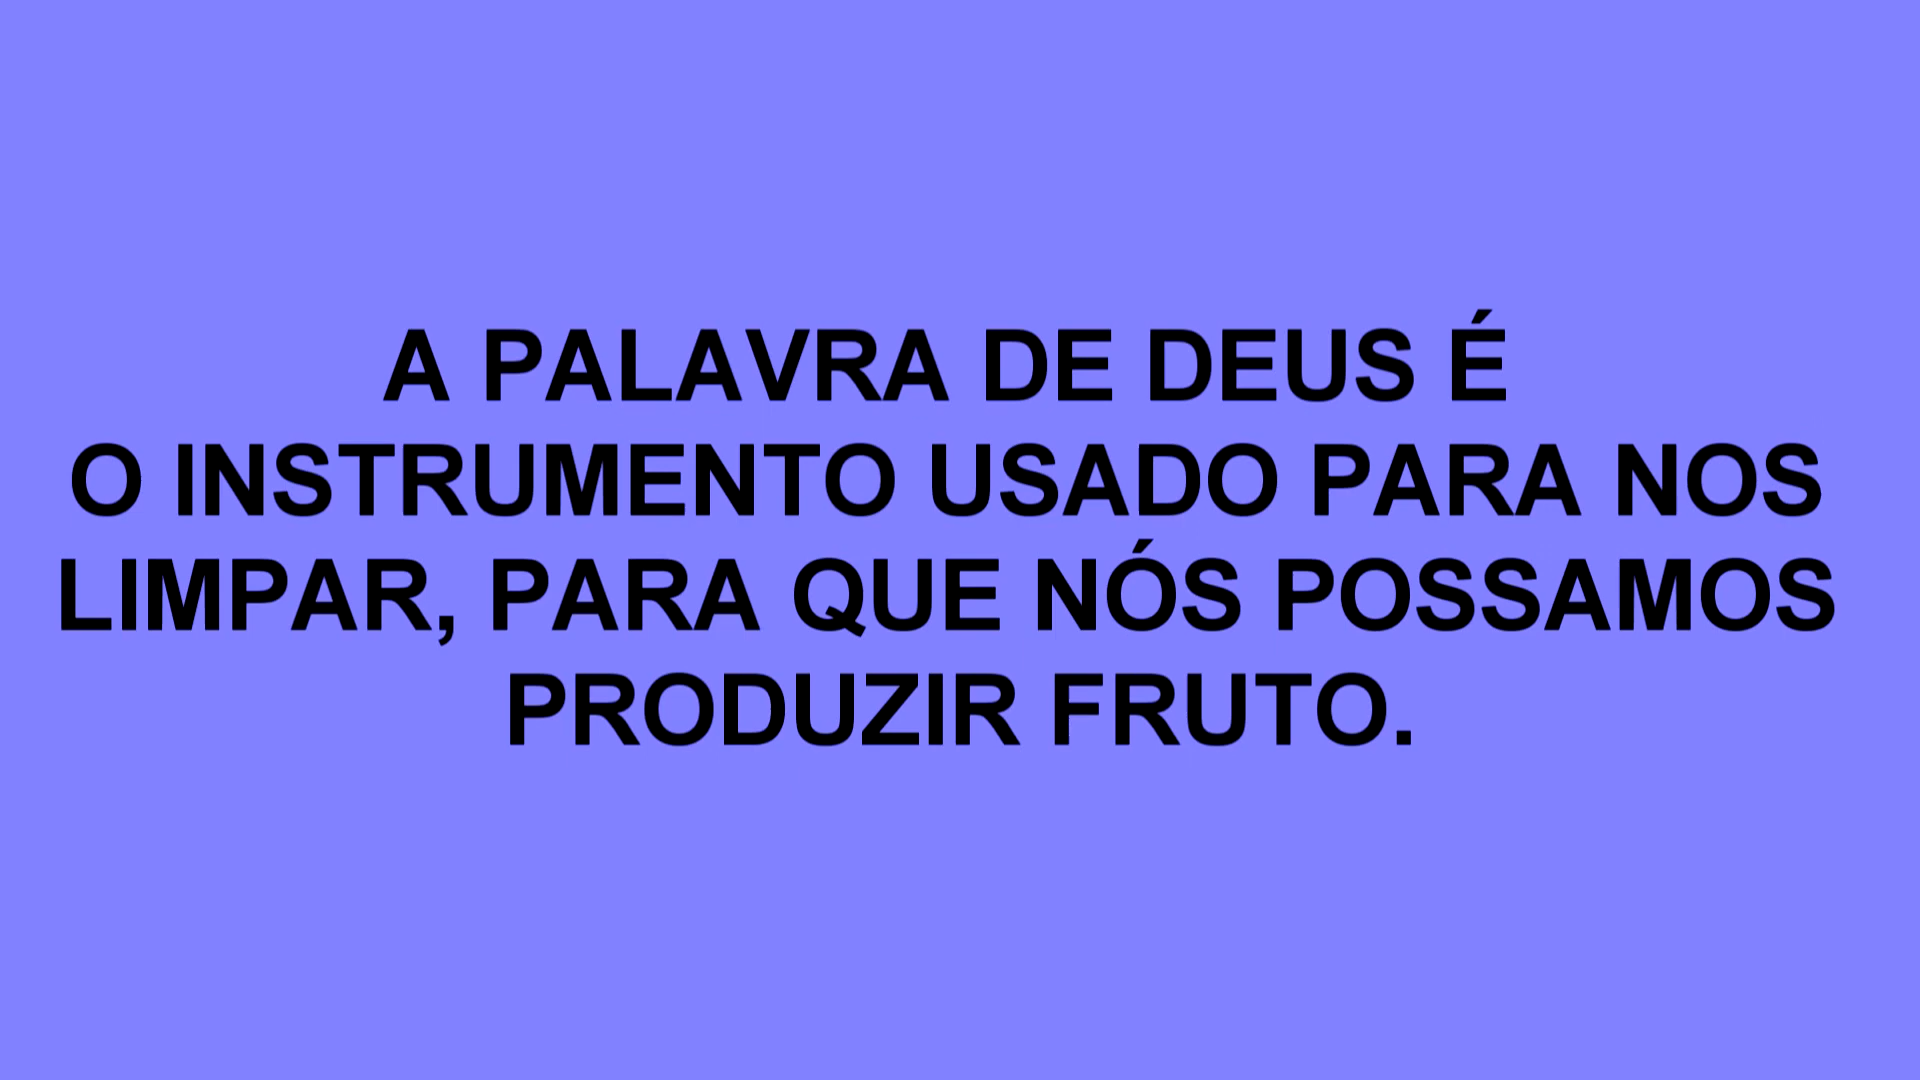 A PALAVRA DE DEUS É
O INSTRUMENTO USADO PARA NOS
LIMPAR, PARA QUE NÓS POSSAMOS
PRODUZIR FRUTO.